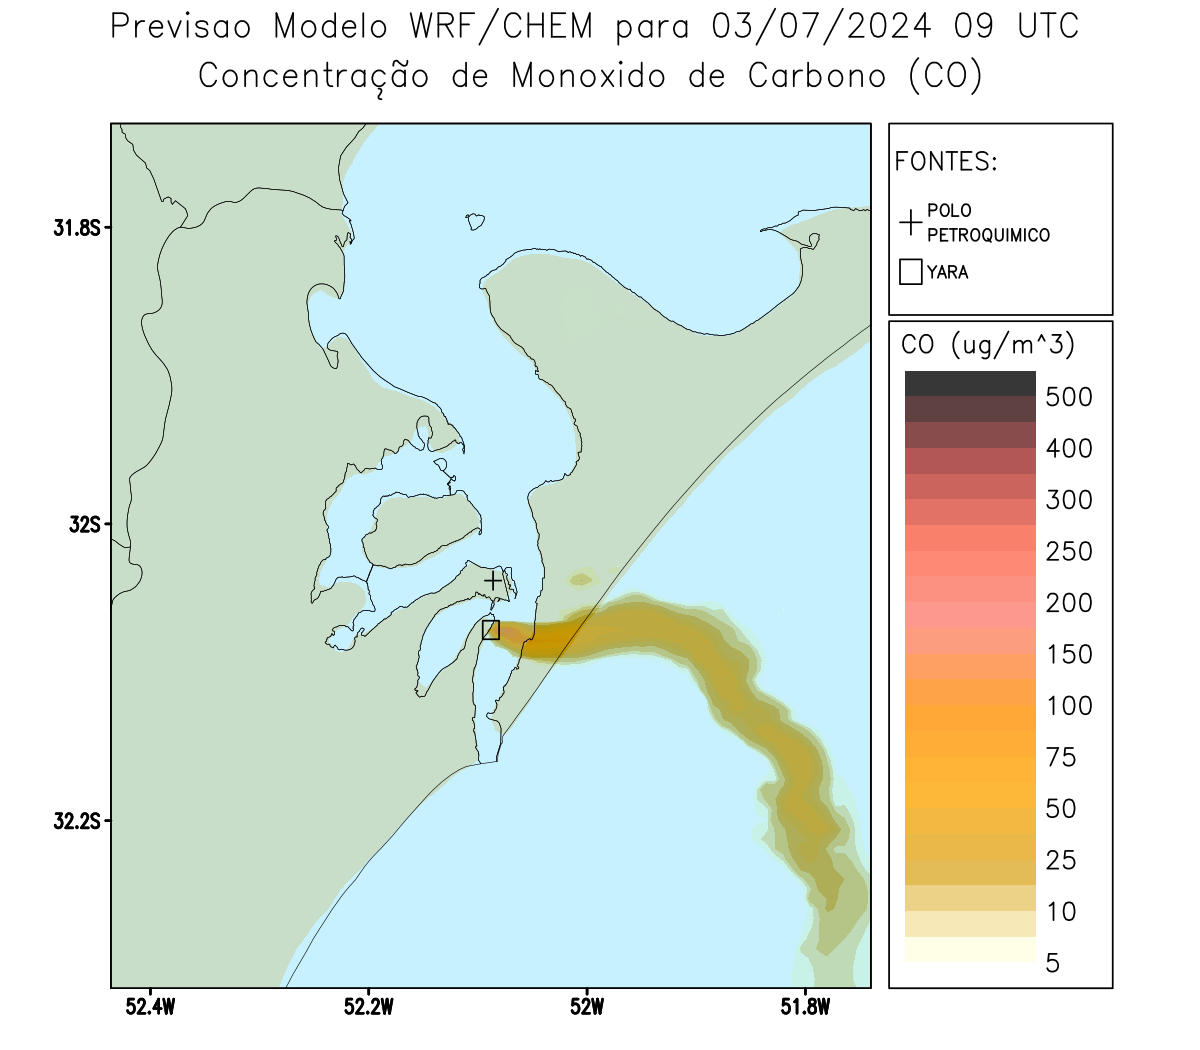 Previsao Modelo WRF/CHEM para 03/07/2024 09 UTC
Concentração de Monoxido de Carbono (CO)
FONTES:
POLO
PETROQUIMICO
YARA
CO (ug/m^3)
500
400
300
250
200
150
100
75
50
25
10
5
31.8S
32S
32.2S
52.4W
52.2W
52W
51.8W